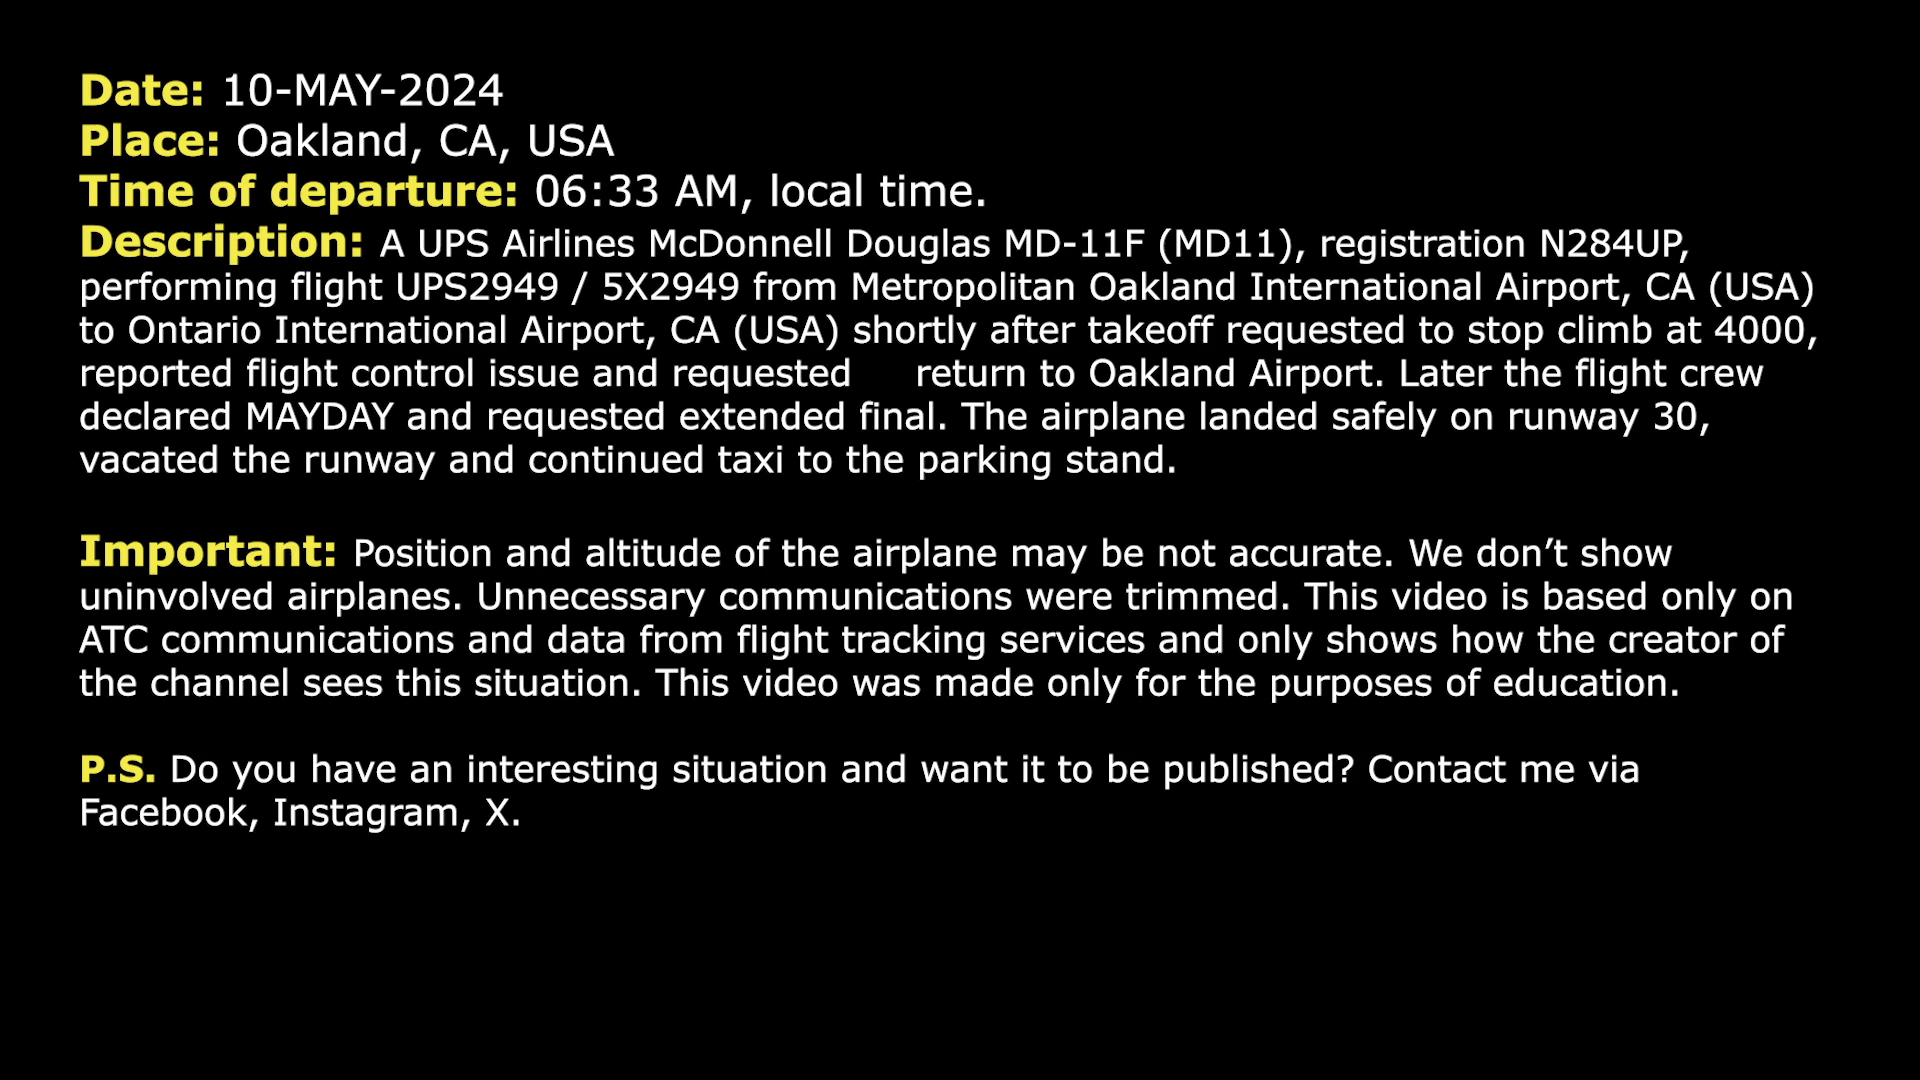 Date: 10-MAY-2024
Place: Oakland, CA, USA
Time of departure: 06:33 AM, local time.
Description: A UPS Airlines McDonnell Douglas MD-11F (MD11), registration N284UP,
performing flight UPS2949 / 5X2949 from Metropolitan Oakland International Airport, CA (USA)
to Ontario International Airport, CA (USA) shortly after takeoff requested to stop climb at 4000,
reported flight control issue and requested return to Oakland Airport. Later the flight crew
declared MAYDAY and requested extended final. The airplane landed safely on runway 30,
vacated the runway and continued taxi to the parking stand.
Important: Position and altitude of the airplane may be not accurate. We don’t show
uninvolved airplanes. Unnecessary communications were trimmed. This video is based only on
ATC communications and data from flight tracking services and only shows how the creator of
the channel sees this situation. This video was made only for the purposes of education.
P.S. Do you have an interesting situation and want it to be published? Contact me via
Facebook, Instagram, X.